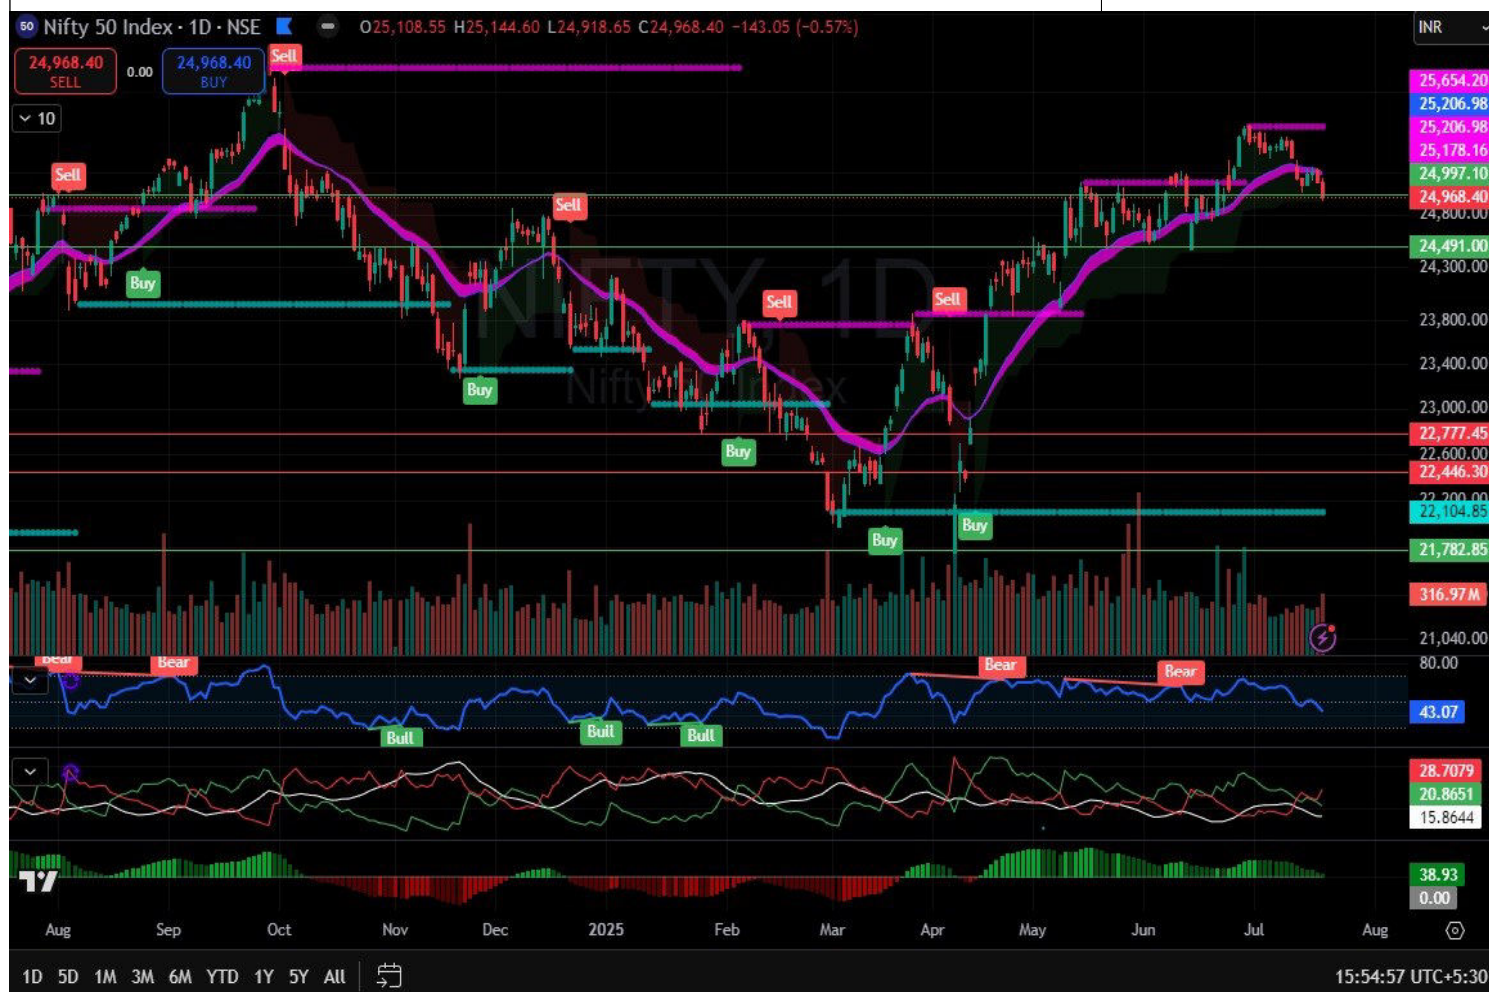 50 Nifty 50 Index · 1D · NSE O25,108.55 H25,144.60 L24,918.65 C24,968.40 −143.05 (−0.57%)
INR
24,968.40
SELL
0.00
24,968.40
BUY
10
Sell
Sell
Sell
Sell
Sell
Buy
Buy
Buy
Buy
Buy
NIFTY, 1D
Nifty 50 Index
25,654.20
25,206.98
25,206.98
25,178.16
24,997.10
24,968.40
24,800.00
24,491.00
24,300.00
23,800.00
23,400.00
23,000.00
22,777.45
22,600.00
22,446.30
22,200.00
22,104.85
21,782.85
316.97M
21,040.00
Bear
Bear
Bear
Bear
Bull
Bull
Bull
80.00
43.07
28.7079
20.8651
15.8644
38.93
0.00
Aug Sep Oct Nov Dec 2025 Feb Mar Apr May Jun Jul Aug
1D 5D 1M 3M 6M YTD 1Y 5Y All
15:54:57 UTC+5:30